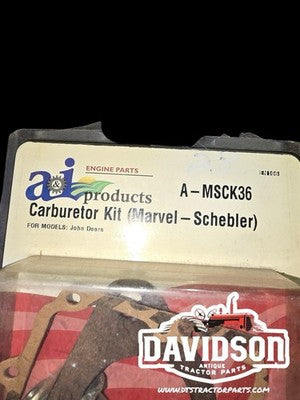 ENGINE PARTS
a&i
products
A-MSCK36
Carburetor Kit (Marvel-Schebler)
FOR MODELS: John Deere
DAVIDSON
ANTIQUE
TRACTOR PARTS
WWW.DTSTRACTORPARTS.COM